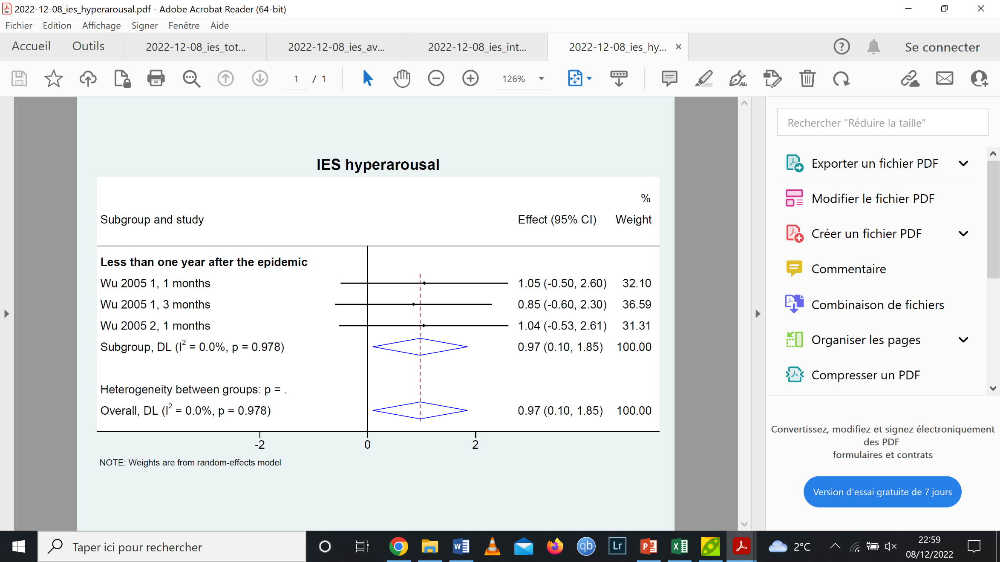 2022-12-08_ies_hyperarousal.pdf - Adobe Acrobat Reader (64-bit)
Fichier Edition Affichage Signer Fenêtre Aide
Accueil Outils 2022-12-08_ies_tot... 2022-12-08_ies_av... 2022-12-08_ies_int... 2022-12-08_ies_hy... Se connecter
1 / 1 126%
Rechercher "Réduire la taille"
Exporter un fichier PDF
Modifier le fichier PDF
Créer un fichier PDF
Commentaire
Combinaison de fichiers
Organiser les pages
Compresser un PDF
Convertissez, modifiez et signez électroniquement
des PDF
formulaires et contrats
Version d'essai gratuite de 7 jours
IES hyperarousal
%
Subgroup and study Effect (95% CI) Weight
Less than one year after the epidemic
Wu 2005 1, 1 months 1.05 (-0.50, 2.60) 32.10
Wu 2005 1, 3 months 0.85 (-0.60, 2.30) 36.59
Wu 2005 2, 1 months 1.04 (-0.53, 2.61) 31.31
Subgroup, DL (I² = 0.0%, p = 0.978) 0.97 (0.10, 1.85) 100.00
Heterogeneity between groups: p = .
Overall, DL (I² = 0.0%, p = 0.978) 0.97 (0.10, 1.85) 100.00
-2 0 2
NOTE: Weights are from random-effects model
Taper ici pour rechercher
qb Lr 2°C
22:59
08/12/2022